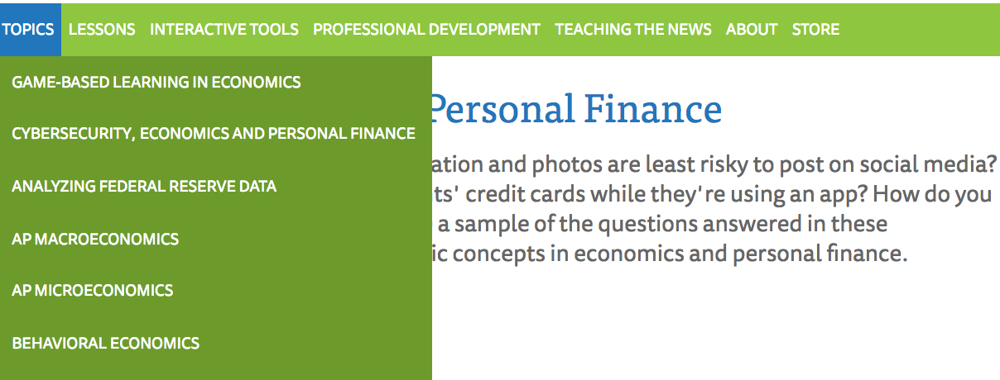 TOPICS LESSONS INTERACTIVE TOOLS PROFESSIONAL DEVELOPMENT TEACHING THE NEWS ABOUT STORE
GAME-BASED LEARNING IN ECONOMICS
CYBERSECURITY, ECONOMICS AND PERSONAL FINANCE
ANALYZING FEDERAL RESERVE DATA
AP MACROECONOMICS
AP MICROECONOMICS
BEHAVIORAL ECONOMICS
Personal Finance
ation and photos are least risky to post on social media?
ts' credit cards while they're using an app? How do you
a sample of the questions answered in these
ic concepts in economics and personal finance.